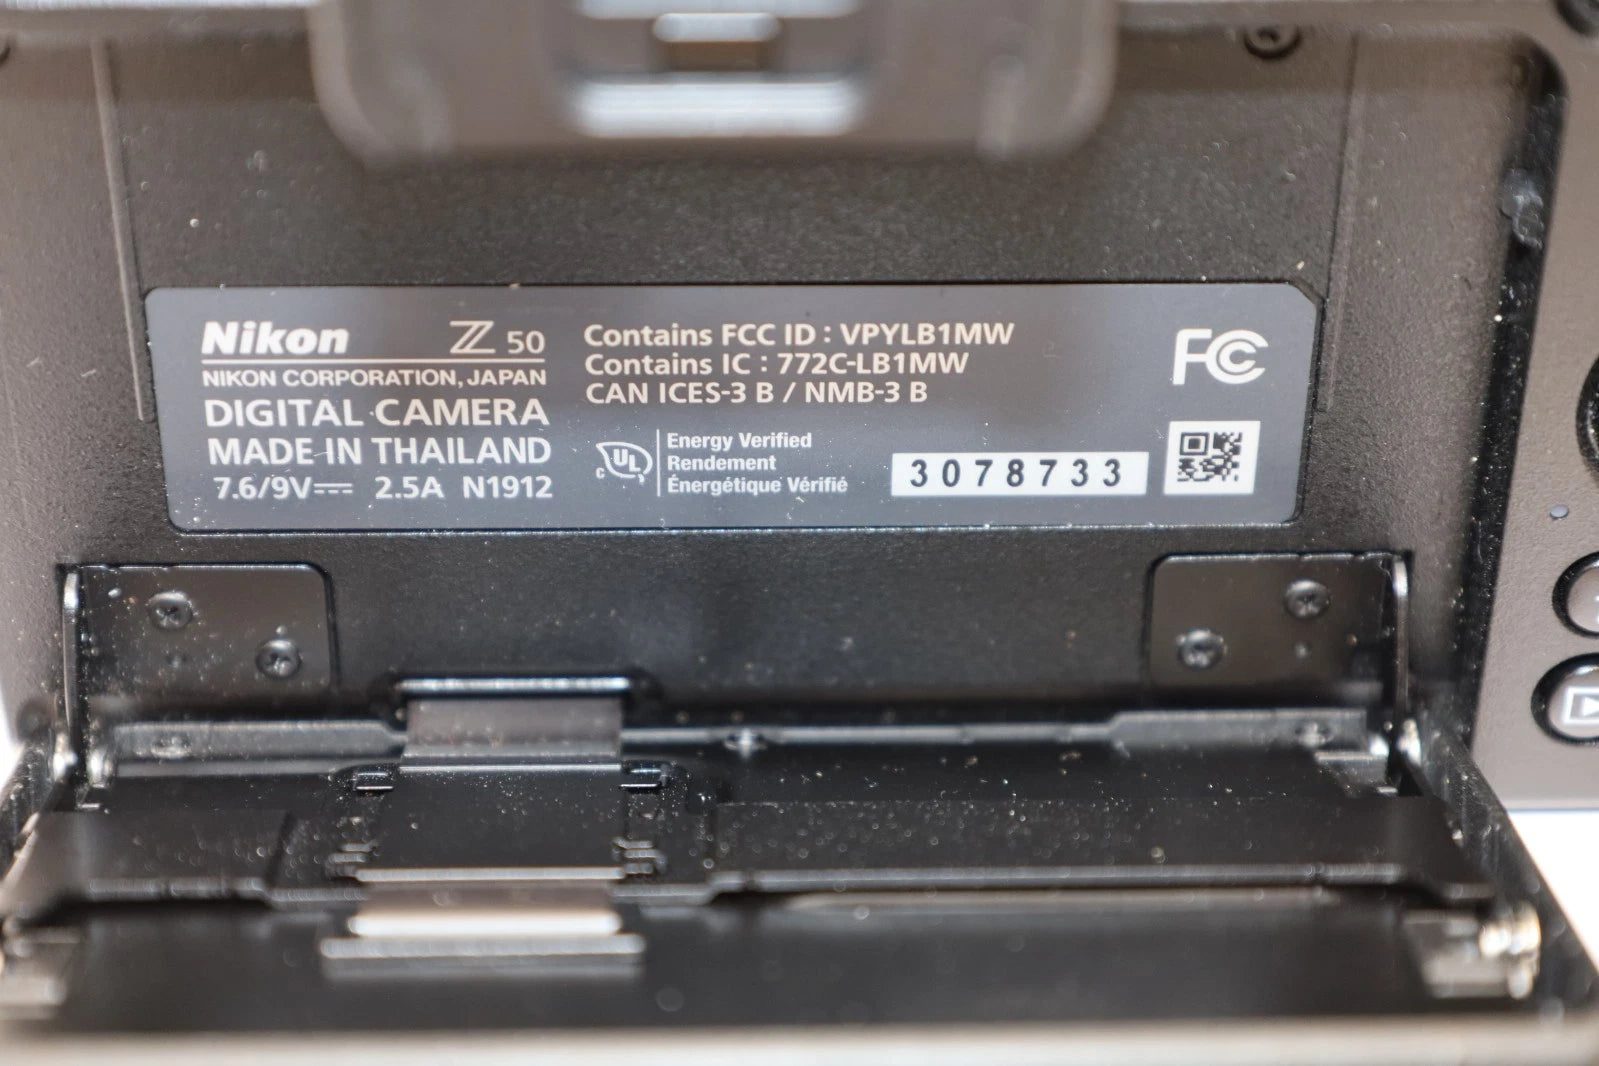 Nikon Z 50
NIKON CORPORATION, JAPAN
DIGITAL CAMERA
MADE IN THAILAND
7.6/9V⎓ 2.5A N1912
Contains FCC ID : VPYLB1MW
Contains IC : 772C-LB1MW
CAN ICES-3 B / NMB-3 B
c UL
Energy Verified
Rendement
Énergétique Vérifié
3078733
FC